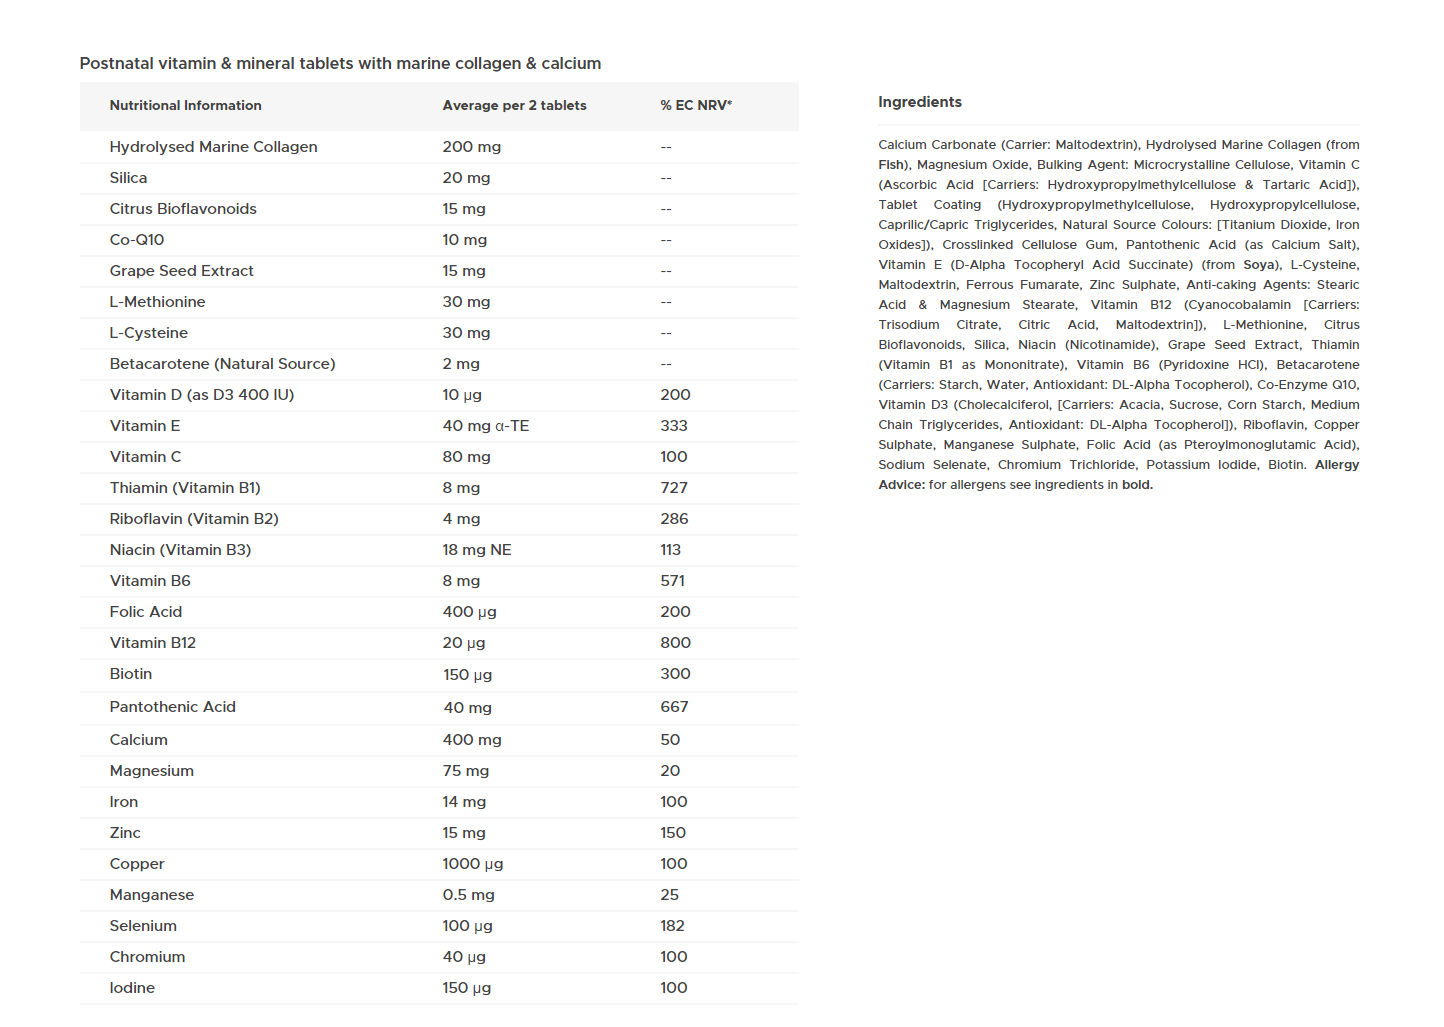 Postnatal vitamin & mineral tablets with marine collagen & calcium
Nutritional Information Average per 2 tablets % EC NRV*
Hydrolysed Marine Collagen 200 mg --
Silica 20 mg --
Citrus Bioflavonoids 15 mg --
Co-Q10 10 mg --
Grape Seed Extract 15 mg --
L-Methionine 30 mg --
L-Cysteine 30 mg --
Betacarotene (Natural Source) 2 mg --
Vitamin D (as D3 400 IU) 10 µg 200
Vitamin E 40 mg α-TE 333
Vitamin C 80 mg 100
Thiamin (Vitamin B1) 8 mg 727
Riboflavin (Vitamin B2) 4 mg 286
Niacin (Vitamin B3) 18 mg NE 113
Vitamin B6 8 mg 571
Folic Acid 400 µg 200
Vitamin B12 20 µg 800
Biotin 150 µg 300
Pantothenic Acid 40 mg 667
Calcium 400 mg 50
Magnesium 75 mg 20
Iron 14 mg 100
Zinc 15 mg 150
Copper 1000 µg 100
Manganese 0.5 mg 25
Selenium 100 µg 182
Chromium 40 µg 100
Iodine 150 µg 100
Ingredients
Calcium Carbonate (Carrier: Maltodextrin), Hydrolysed Marine Collagen (from
Fish), Magnesium Oxide, Bulking Agent: Microcrystalline Cellulose, Vitamin C
(Ascorbic Acid [Carriers: Hydroxypropylmethylcellulose & Tartaric Acid]),
Tablet Coating (Hydroxypropylmethylcellulose, Hydroxypropylcellulose,
Caprilic/Capric Triglycerides, Natural Source Colours: [Titanium Dioxide, Iron
Oxides]), Crosslinked Cellulose Gum, Pantothenic Acid (as Calcium Salt),
Vitamin E (D-Alpha Tocopheryl Acid Succinate) (from Soya), L-Cysteine,
Maltodextrin, Ferrous Fumarate, Zinc Sulphate, Anti-caking Agents: Stearic
Acid & Magnesium Stearate, Vitamin B12 (Cyanocobalamin [Carriers:
Trisodium Citrate, Citric Acid, Maltodextrin]), L-Methionine, Citrus
Bioflavonoids, Silica, Niacin (Nicotinamide), Grape Seed Extract, Thiamin
(Vitamin B1 as Mononitrate), Vitamin B6 (Pyridoxine HCl), Betacarotene
(Carriers: Starch, Water, Antioxidant: DL-Alpha Tocopherol), Co-Enzyme Q10,
Vitamin D3 (Cholecalciferol, [Carriers: Acacia, Sucrose, Corn Starch, Medium
Chain Triglycerides, Antioxidant: DL-Alpha Tocopherol]), Riboflavin, Copper
Sulphate, Manganese Sulphate, Folic Acid (as Pteroylmonoglutamic Acid),
Sodium Selenate, Chromium Trichloride, Potassium Iodide, Biotin. Allergy
Advice: for allergens see ingredients in bold.